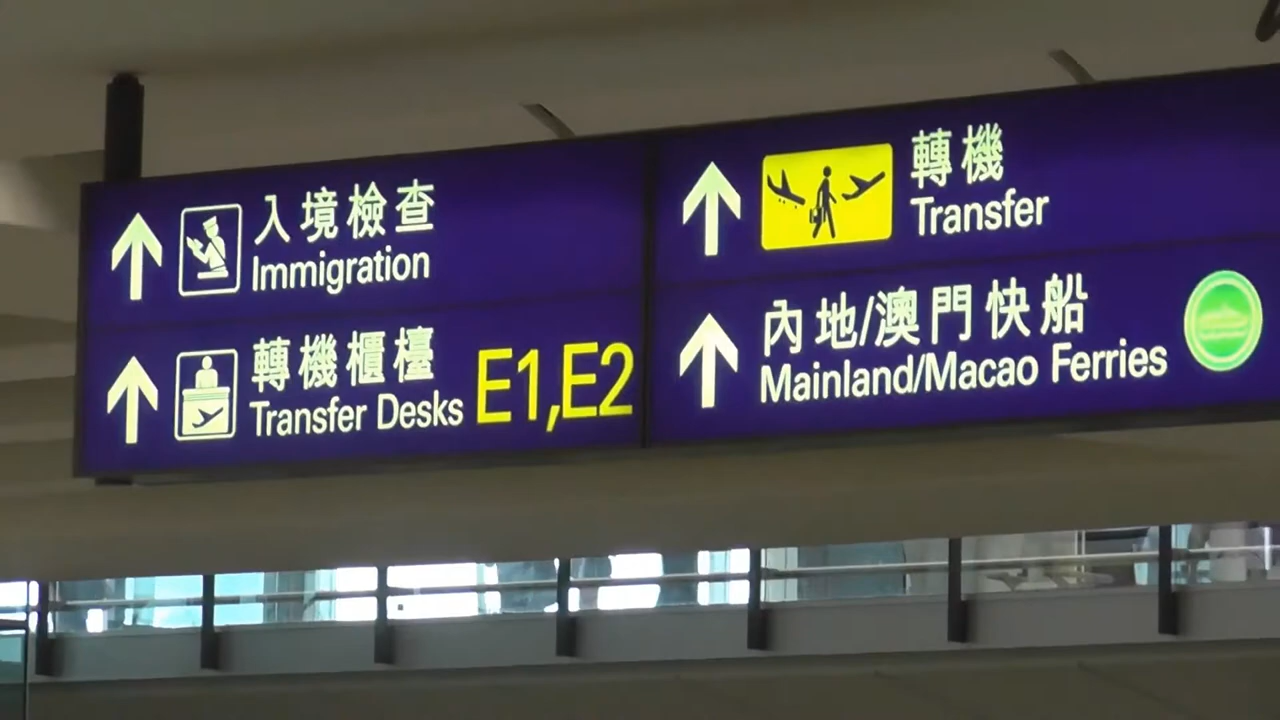 入境檢查
Immigration
轉機櫃檯
Transfer Desks
E1,E2
轉機
Transfer
內地/澳門快船
Mainland/Macao Ferries